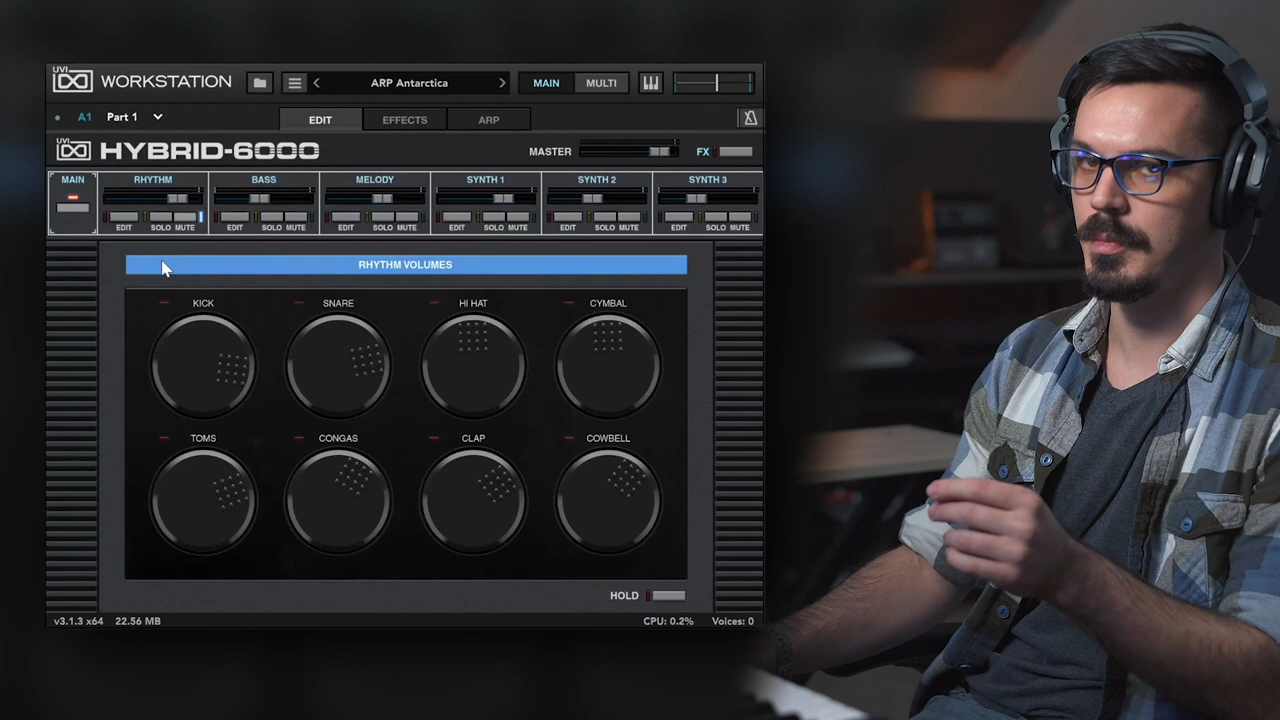 UVI
WORKSTATION
ARP Antarctica
MAIN
MULTI
A1
Part 1
EDIT
EFFECTS
ARP
UVI
HYBRID-6000
MASTER
FX
MAIN
RHYTHM
BASS
MELODY
SYNTH 1
SYNTH 2
SYNTH 3
EDIT SOLO MUTE
EDIT SOLO MUTE
EDIT SOLO MUTE
EDIT SOLO MUTE
EDIT SOLO MUTE
EDIT SOLO MUTE
RHYTHM VOLUMES
KICK
SNARE
HI HAT
CYMBAL
TOMS
CONGAS
CLAP
COWBELL
HOLD
v3.1.3 x64
22.56 MB
CPU: 0.2%
Voices: 0